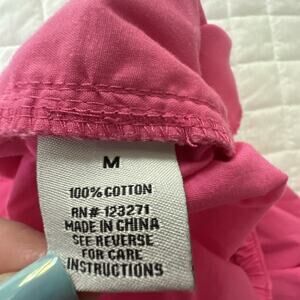 M
100% COTTON
RN# 123271
MADE IN CHINA
SEE REVERSE
FOR CARE
INSTRUCTIONS